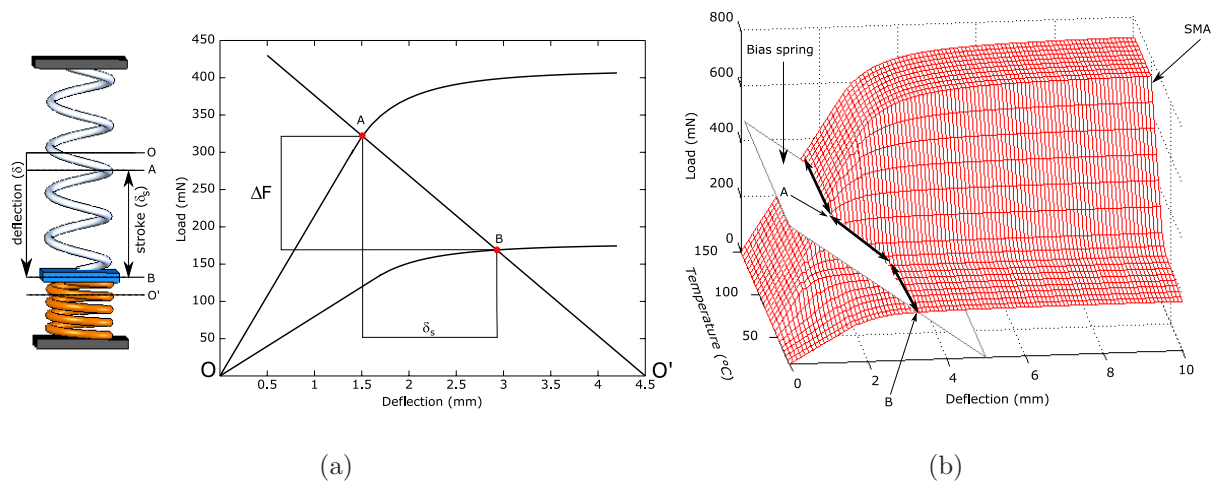 deflection (δ)
stroke (δs)
O
A
B
O'
Load (mN)
450
400
350
300
250
200
150
100
50
O
ΔF
A
B
δs
0.5
1
1.5
2
2.5
3
3.5
4
4.5
O'
Deflection (mm)
(a)
Load (mN)
800
600
400
200
0
Bias spring
SMA
A
B
150
100
50
Temperature (°C)
0
2
4
6
8
10
Deflection (mm)
(b)